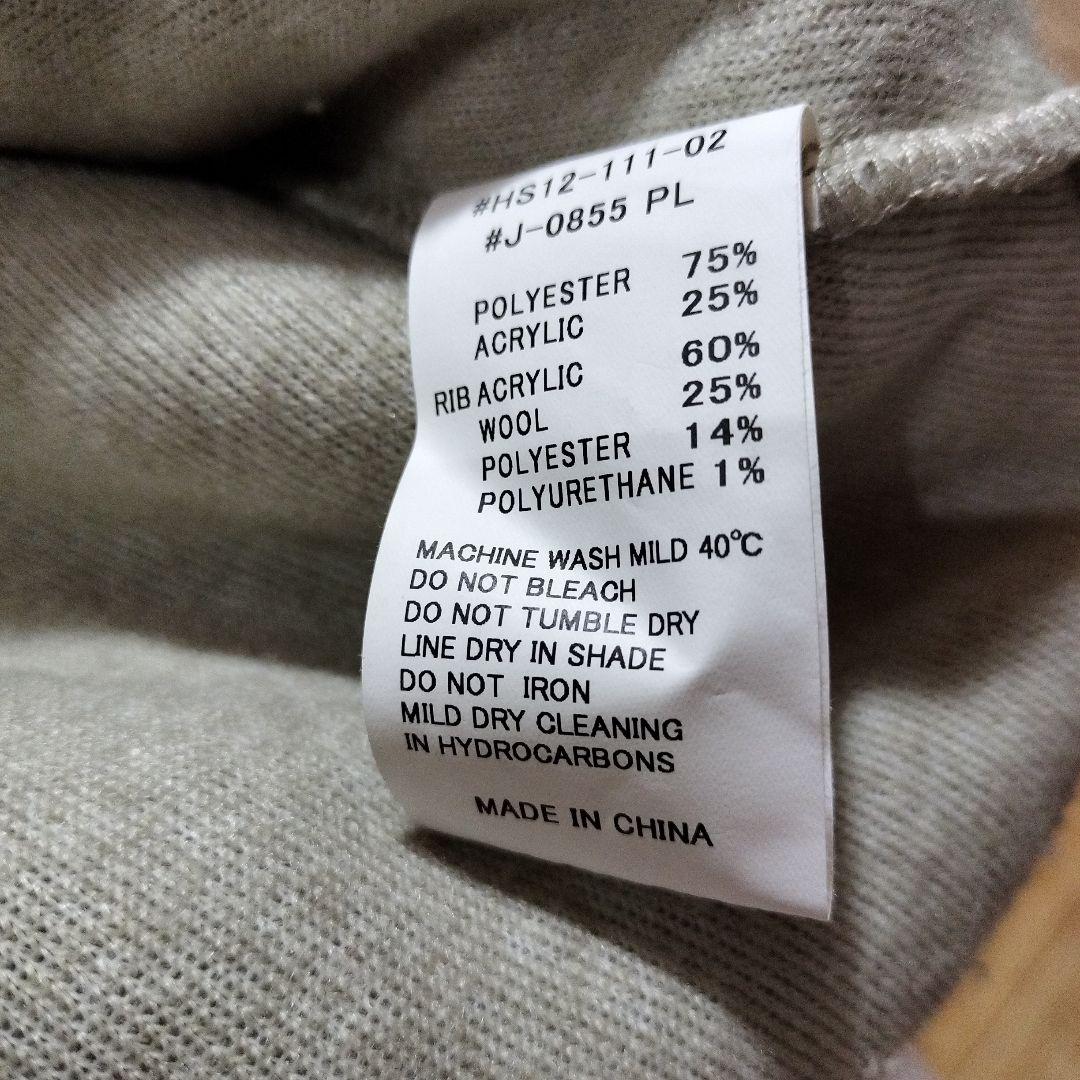 #HS12-111-02
#J-0855 PL
POLYESTER 75%
ACRYLIC 25%
RIB ACRYLIC 60%
WOOL 25%
POLYESTER 14%
POLYURETHANE 1%
MACHINE WASH MILD 40℃
DO NOT BLEACH
DO NOT TUMBLE DRY
LINE DRY IN SHADE
DO NOT IRON
MILD DRY CLEANING
IN HYDROCARBONS
MADE IN CHINA